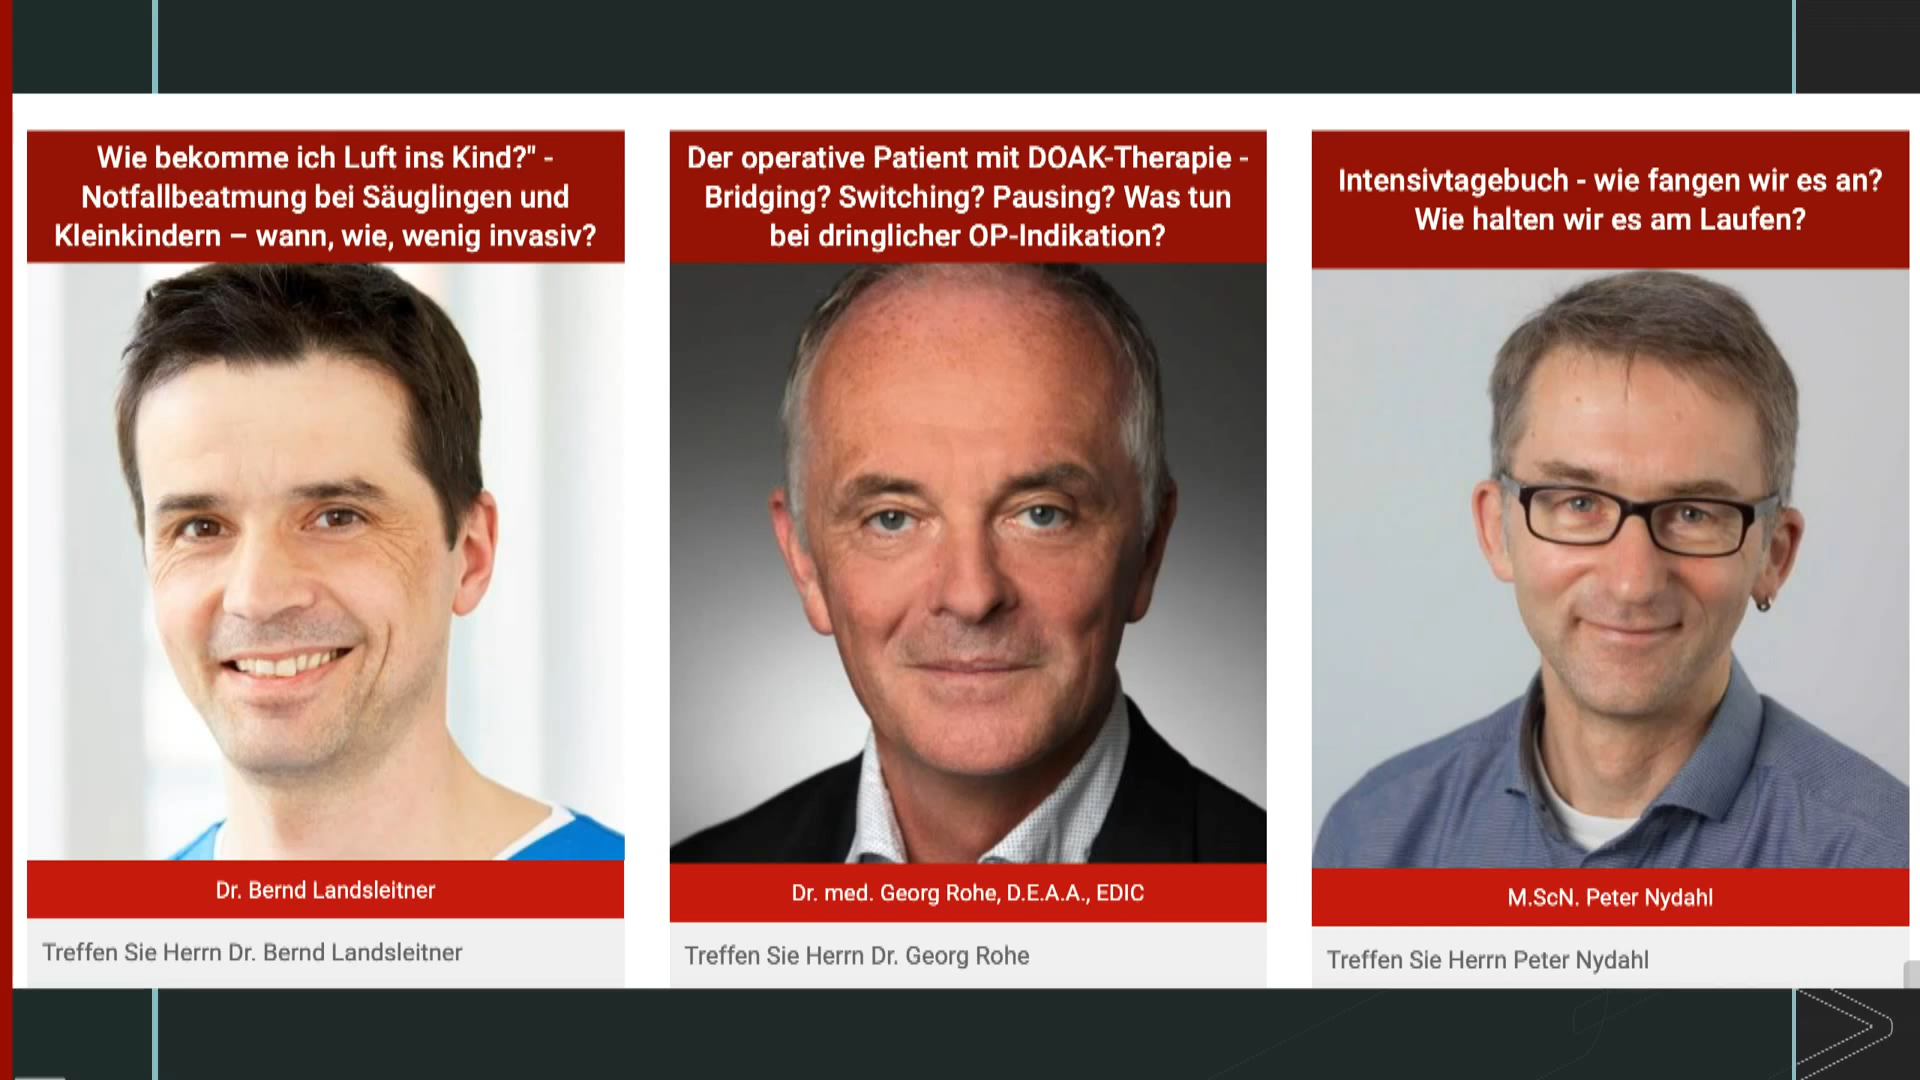 Wie bekomme ich Luft ins Kind?" -
Notfallbeatmung bei Säuglingen und
Kleinkindern – wann, wie, wenig invasiv?
Dr. Bernd Landsleitner
Treffen Sie Herrn Dr. Bernd Landsleitner
Der operative Patient mit DOAK-Therapie -
Bridging? Switching? Pausing? Was tun
bei dringlicher OP-Indikation?
Dr. med. Georg Rohe, D.E.A.A., EDIC
Treffen Sie Herrn Dr. Georg Rohe
Intensivtagebuch - wie fangen wir es an?
Wie halten wir es am Laufen?
M.ScN. Peter Nydahl
Treffen Sie Herrn Peter Nydahl